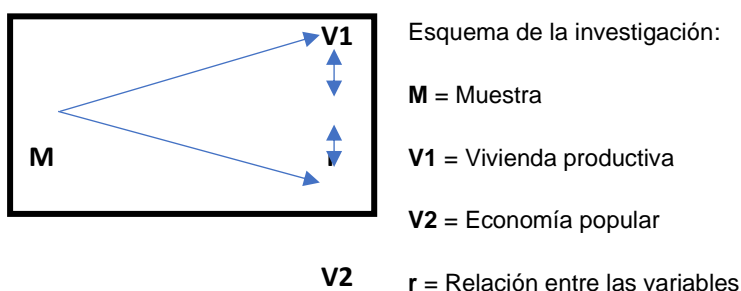 V1
Esquema de la investigación:
M = Muestra
M
V1 = Vivienda productiva
V2 = Economía popular
V2
r = Relación entre las variables